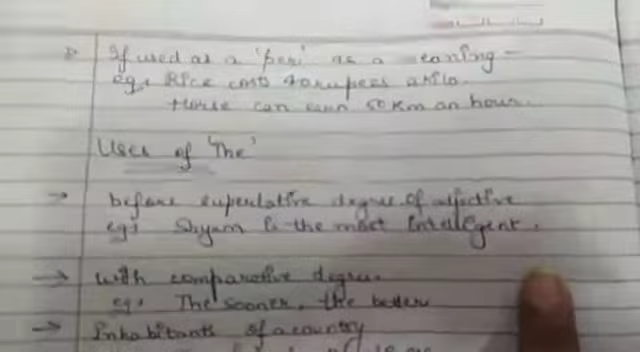 If used as a 'per' as a meaning -
eg: Rice costs 40 rupees a kilo.
Horse can run 50 Km an hour.
Uses of 'The'
→ before superlative degree of adjective
eg: Shyam is the most Intelligent.
→ with comparative degree.
eg: The sooner, the better
→ Inhabitants of a country